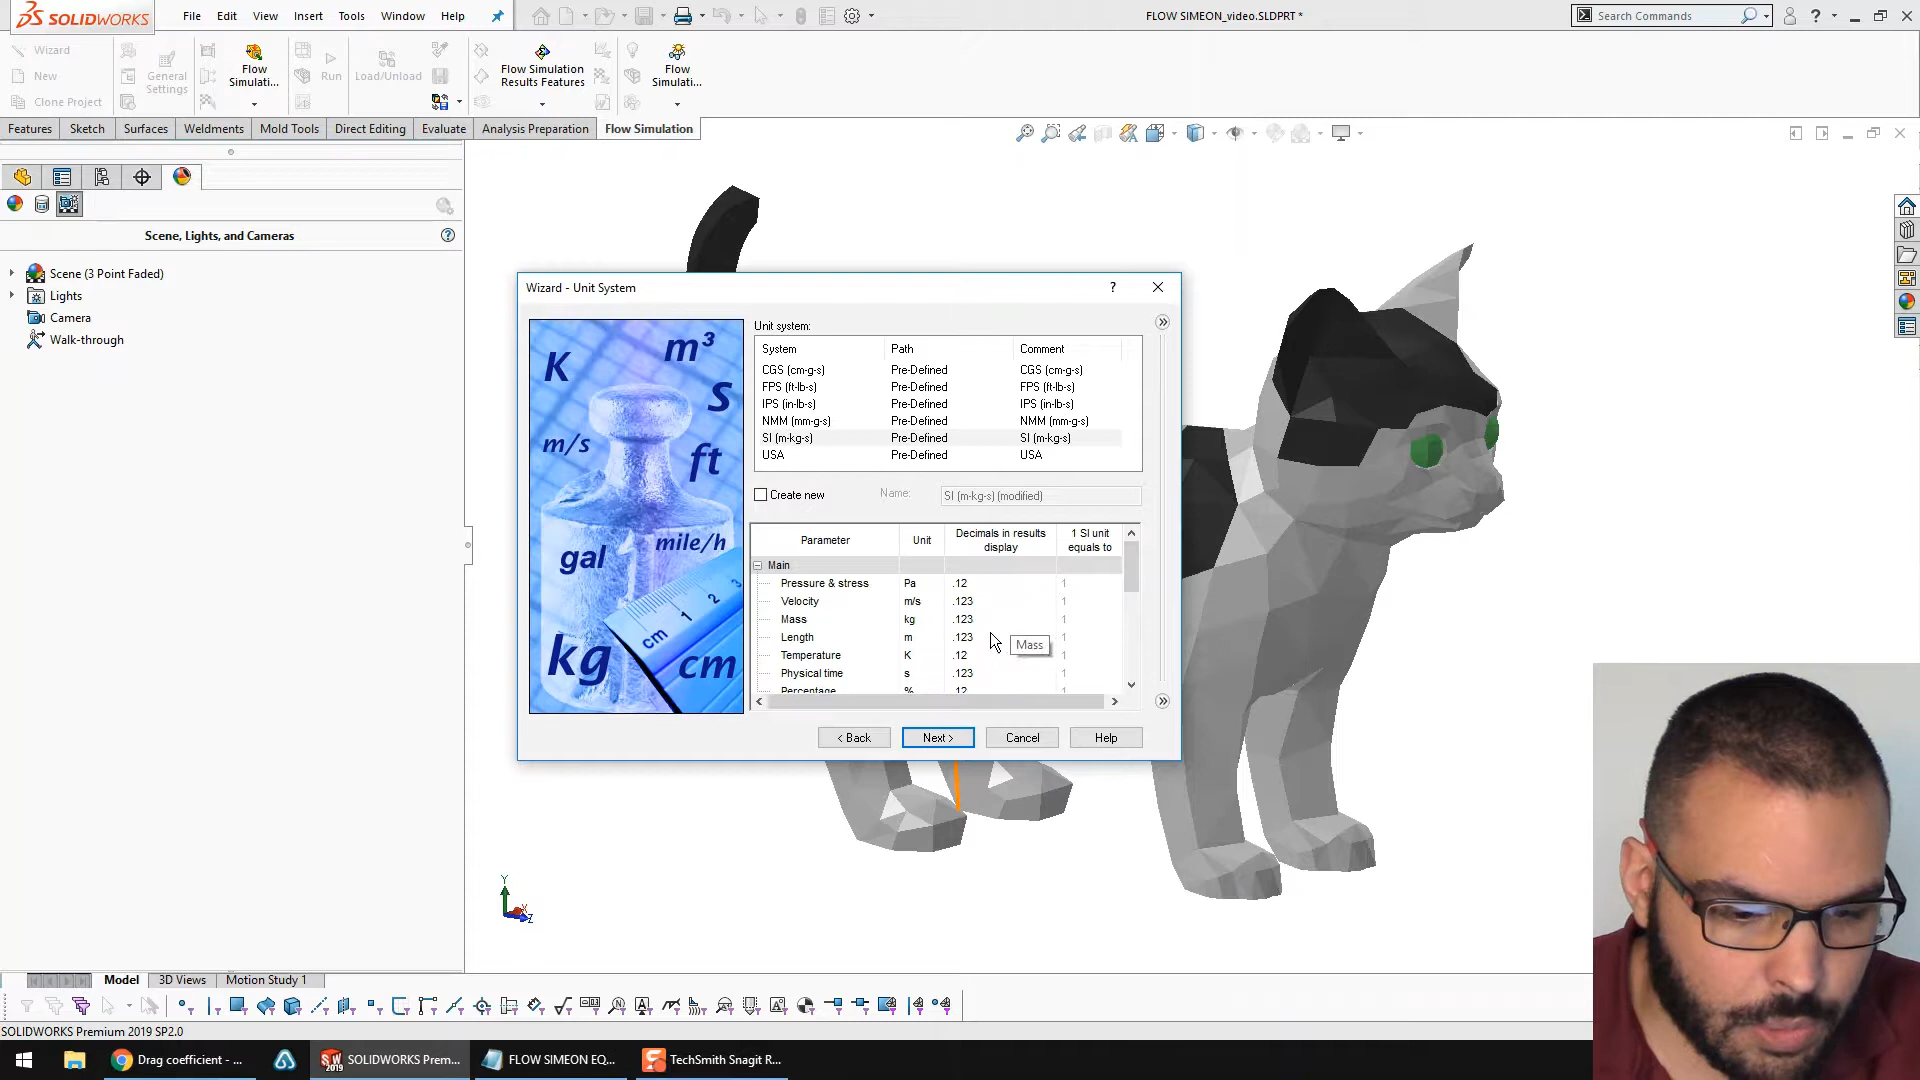 SOLIDWORKS
File Edit View Insert Tools Window Help
FLOW SIMEON_video.SLDPRT *
Search Commands
Wizard
New
Clone Project
General Settings
Flow Simulati...
Run
Load/Unload
Flow Simulation Results Features
Flow Simulati...
Features Sketch Surfaces Weldments Mold Tools Direct Editing Evaluate Analysis Preparation Flow Simulation
Scene, Lights, and Cameras
Scene (3 Point Faded)
Lights
Camera
Walk-through
Wizard - Unit System
K m³ S
m/s ft
gal mile/h
kg cm 1 2 3
cm
Unit system:
System Path Comment
CGS (cm-g-s) Pre-Defined CGS (cm-g-s)
FPS (ft-lb-s) Pre-Defined FPS (ft-lb-s)
IPS (in-lb-s) Pre-Defined IPS (in-lb-s)
NMM (mm-g-s) Pre-Defined NMM (mm-g-s)
SI (m-kg-s) Pre-Defined SI (m-kg-s)
USA Pre-Defined USA
Create new Name: SI (m-kg-s) (modified)
Parameter Unit Decimals in results display 1 SI unit equals to
Main
Pressure & stress Pa .12 1
Velocity m/s .123 1
Mass kg .123 1
Length m .123 1
Mass
Temperature K .12 1
Physical time s .123 1
Percentage % .12 1
< Back Next > Cancel Help
Y
X
Z
Model 3D Views Motion Study 1
SOLIDWORKS Premium 2019 SP2.0
Drag coefficient - ...
SOLIDWORKS Prem...
FLOW SIMEON EQ...
TechSmith Snagit R...